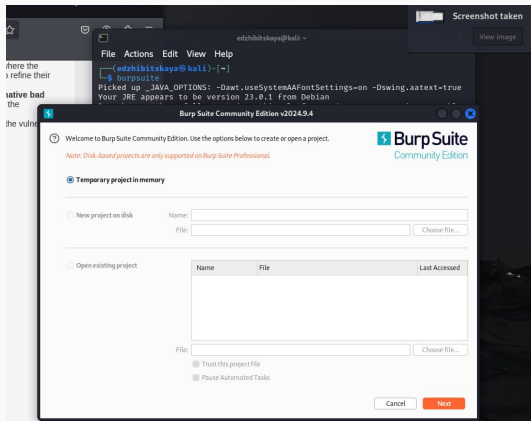 Screenshot taken
View image
where the
o refine their
native bad
the
the vulne
edzhibitskaya@kali: ~
File Actions Edit View Help
(edzhibitskaya㉿kali)-[~]
$ burpsuite
Picked up _JAVA_OPTIONS: -Dawt.useSystemAAFontSettings=on -Dswing.aatext=true
Your JRE appears to be version 23.0.1 from Debian
Burp Suite Community Edition v2024.9.4
Welcome to Burp Suite Community Edition. Use the options below to create or open a project.
Note: Disk-based projects are only supported on Burp Suite Professional.
Burp Suite
Community Edition
Temporary project in memory
New project on disk
Name:
File:
Choose file...
Open existing project
Name File Last Accessed
File:
Choose file...
Trust this project file
Pause Automated Tasks
Cancel Next